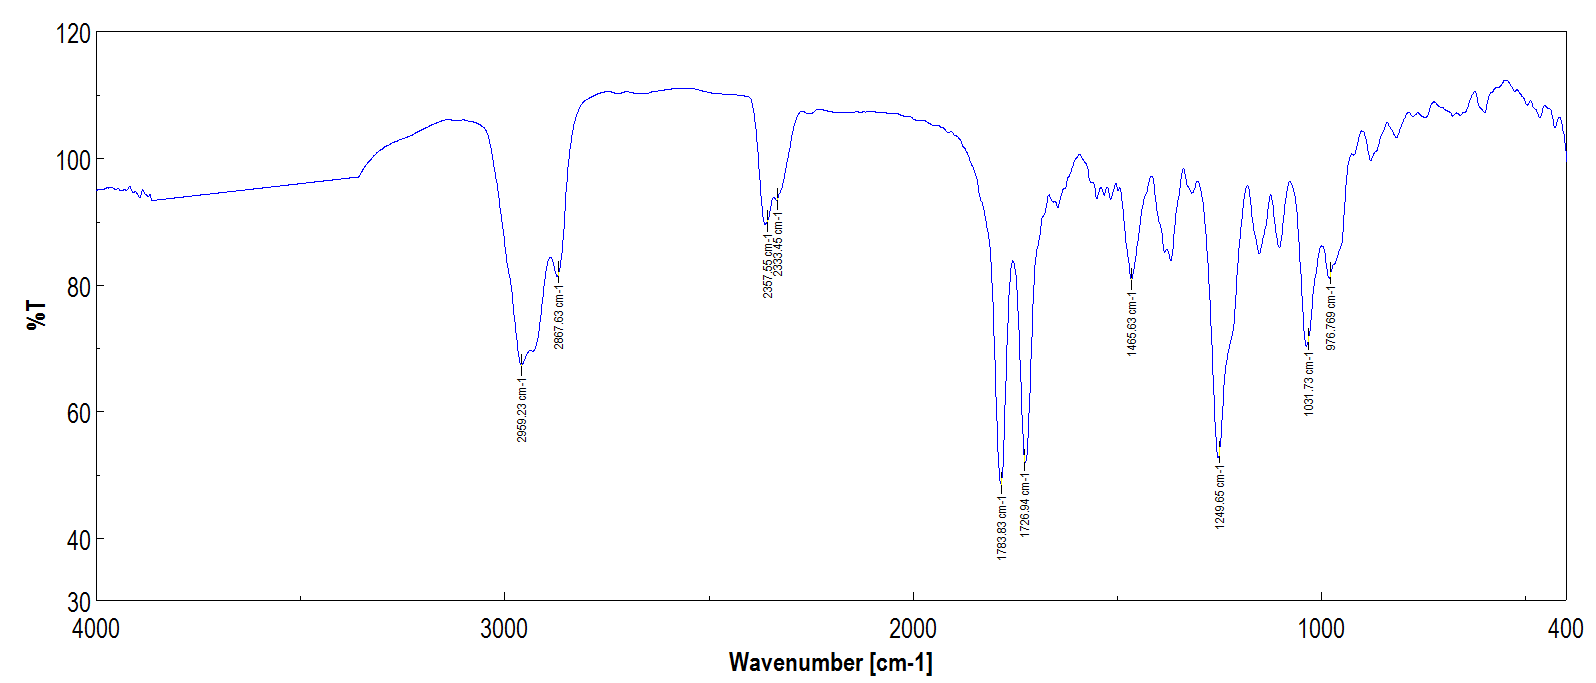 120
100
80
60
40
30
%T
4000
3000
2000
1000
400
Wavenumber [cm-1]
2959.23 cm-1
2867.63 cm-1
2357.55 cm-1
2333.45 cm-1
1783.83 cm-1
1726.94 cm-1
1465.63 cm-1
1249.65 cm-1
1031.73 cm-1
976.769 cm-1